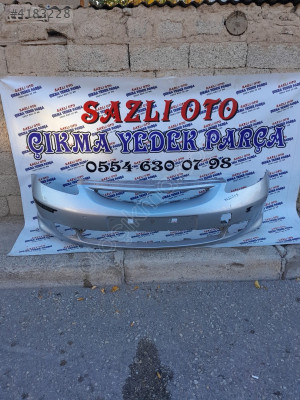 #4183228
SAZLI OTO
ÇIKMA YEDEK PARÇA
0554 630 07 98